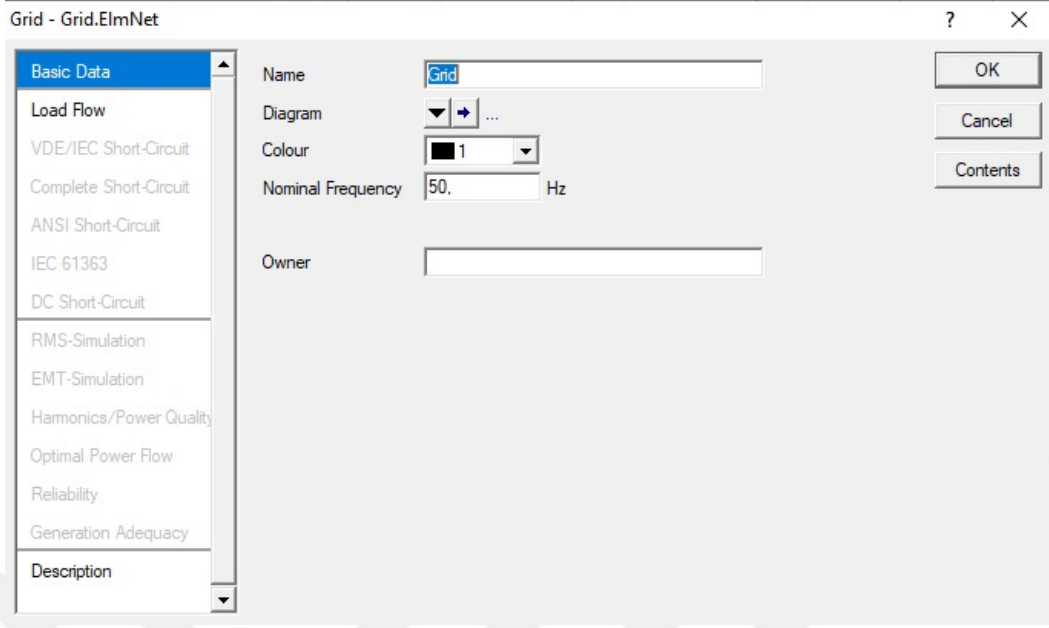 Grid - Grid.ElmNet ? ×
Basic Data
Load Flow
VDE/IEC Short-Circuit
Complete Short-Circuit
ANSI Short-Circuit
IEC 61363
DC Short-Circuit
RMS-Simulation
EMT-Simulation
Harmonics/Power Quality
Optimal Power Flow
Reliability
Generation Adequacy
Description
Name Grid
Diagram ...
Colour 1
Nominal Frequency 50. Hz
Owner
OK
Cancel
Contents